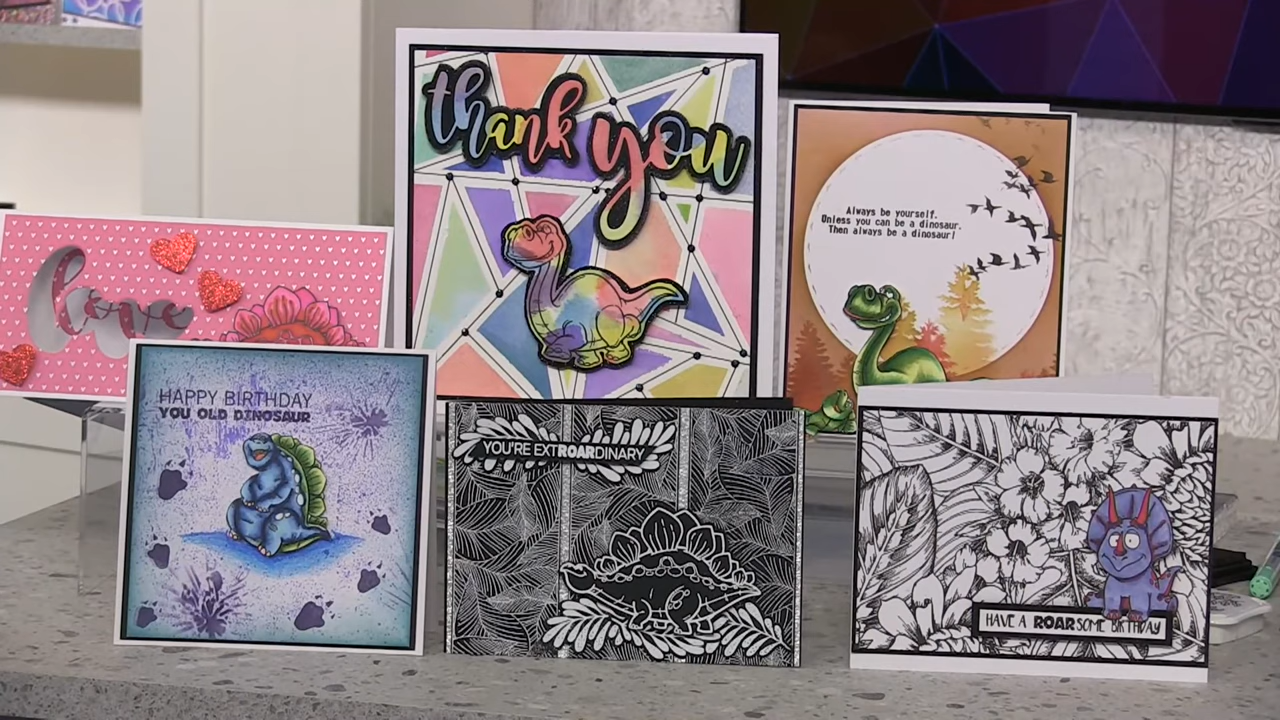 thank you
Always be yourself.
Unless you can be a dinosaur.
Then always be a dinosaur!
love
HAPPY BIRTHDAY
YOU OLD DINOSAUR
YOU'RE EXTROARDINARY
HAVE A ROARSOME BIRTHDAY